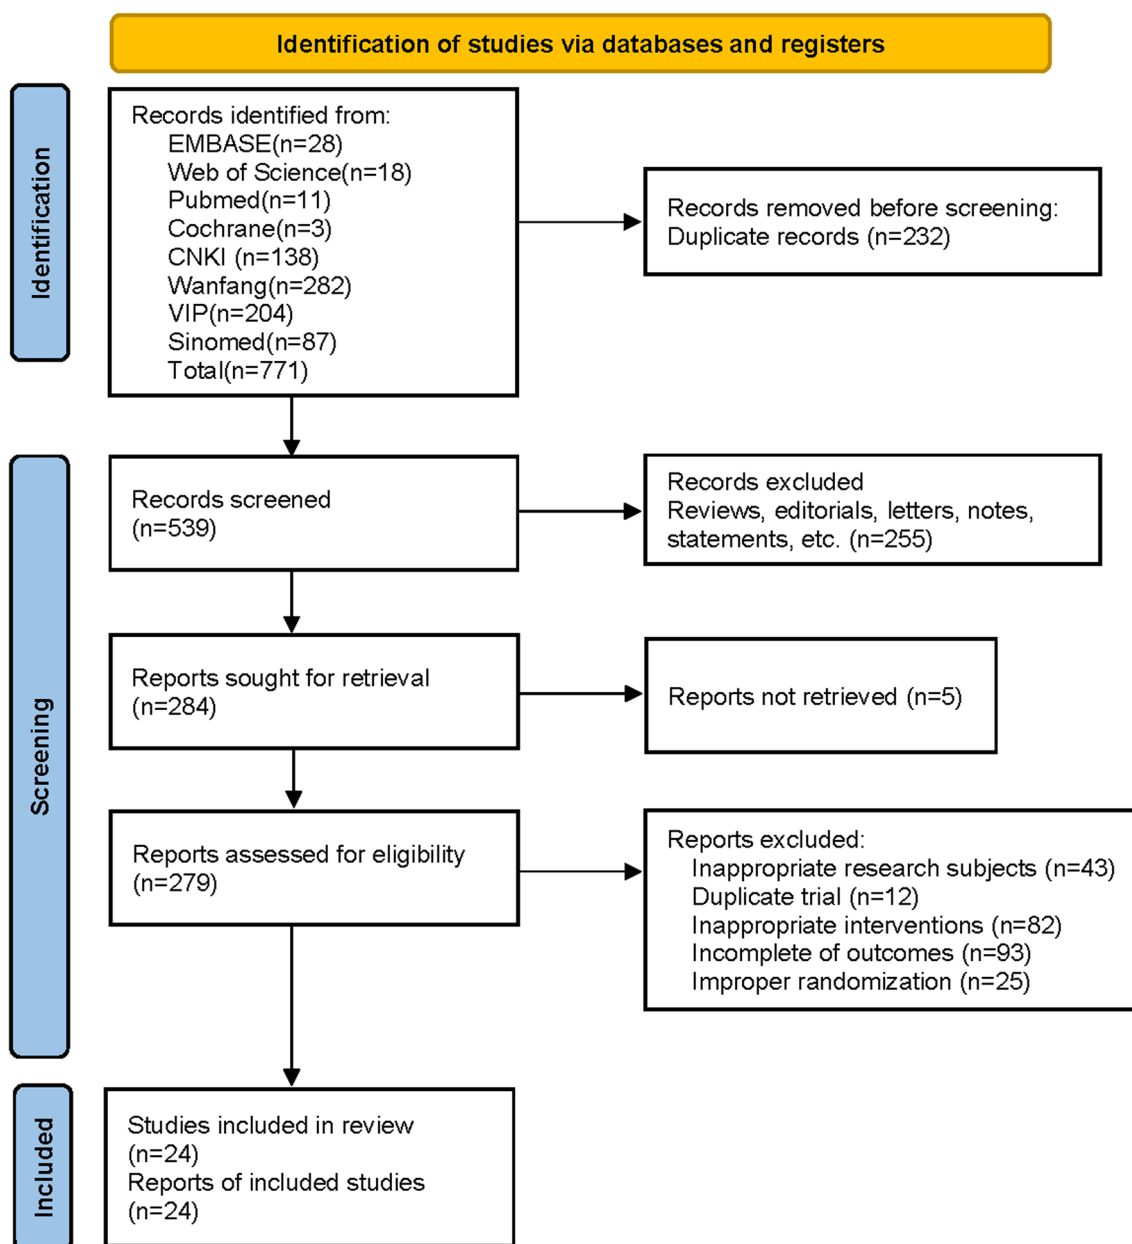 Identification of studies via databases and registers
Identification
Records identified from:
EMBASE(n=28)
Web of Science(n=18)
Pubmed(n=11)
Cochrane(n=3)
CNKI (n=138)
Wanfang(n=282)
VIP(n=204)
Sinomed(n=87)
Total(n=771)
Records removed before screening:
Duplicate records (n=232)
Screening
Records screened
(n=539)
Records excluded
Reviews, editorials, letters, notes,
statements, etc. (n=255)
Reports sought for retrieval
(n=284)
Reports not retrieved (n=5)
Reports assessed for eligibility
(n=279)
Reports excluded:
Inappropriate research subjects (n=43)
Duplicate trial (n=12)
Inappropriate interventions (n=82)
Incomplete of outcomes (n=93)
Improper randomization (n=25)
Included
Studies included in review
(n=24)
Reports of included studies
(n=24)